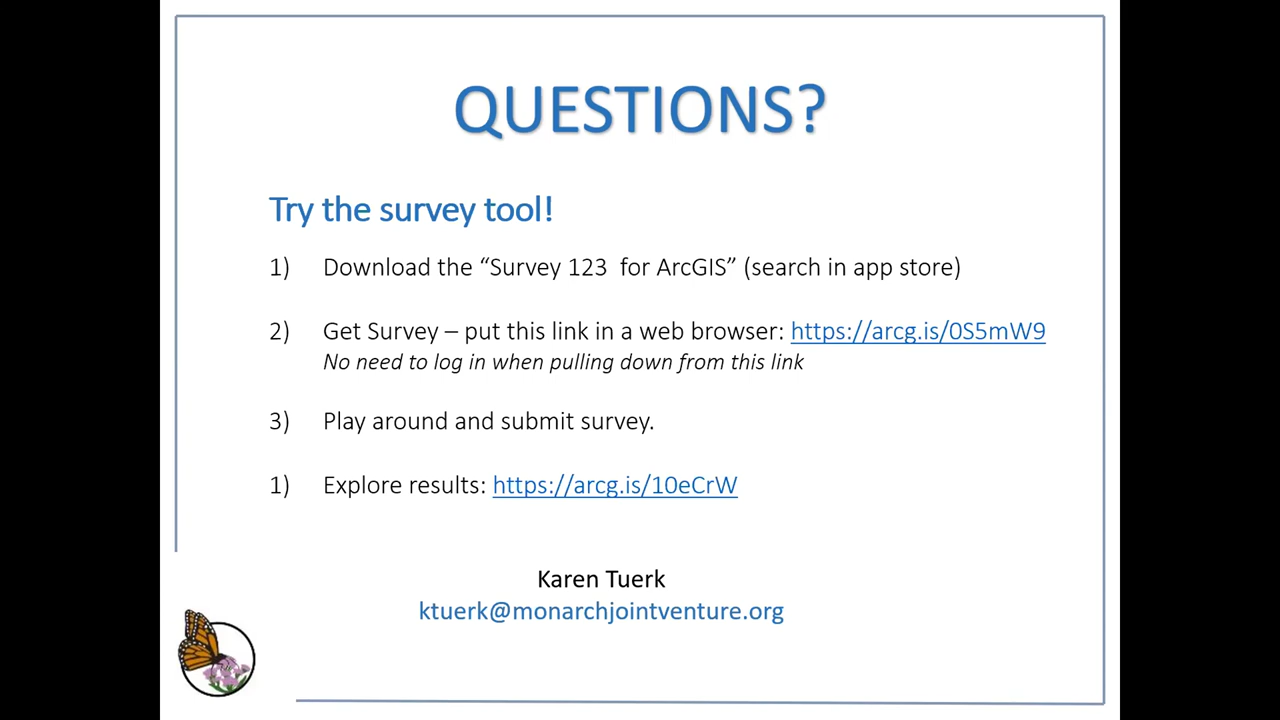 QUESTIONS?
Try the survey tool!
1) Download the “Survey 123  for ArcGIS” (search in app store)
2) Get Survey – put this link in a web browser: https://arcg.is/0S5mW9
No need to log in when pulling down from this link
3) Play around and submit survey.
1) Explore results: https://arcg.is/10eCrW
Karen Tuerk
ktuerk@monarchjointventure.org